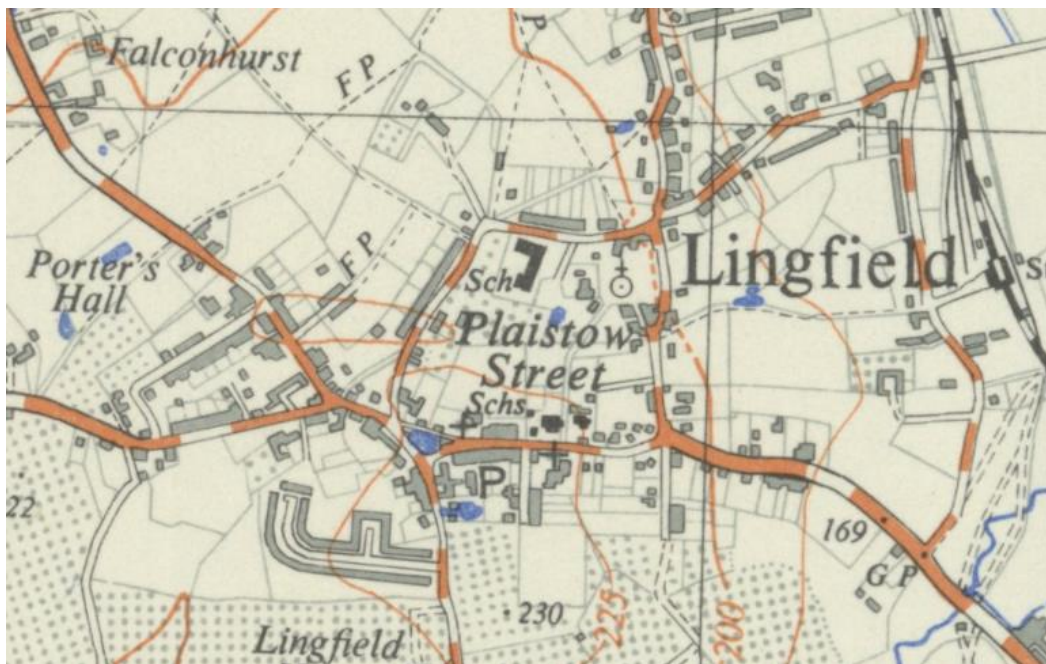 Falconhurst
F P
P
Porter's
Hall
F P
Sch
Lingfield
Plaistow
Street
Schs
P
22
169
G P
230
225
200
Lingfield